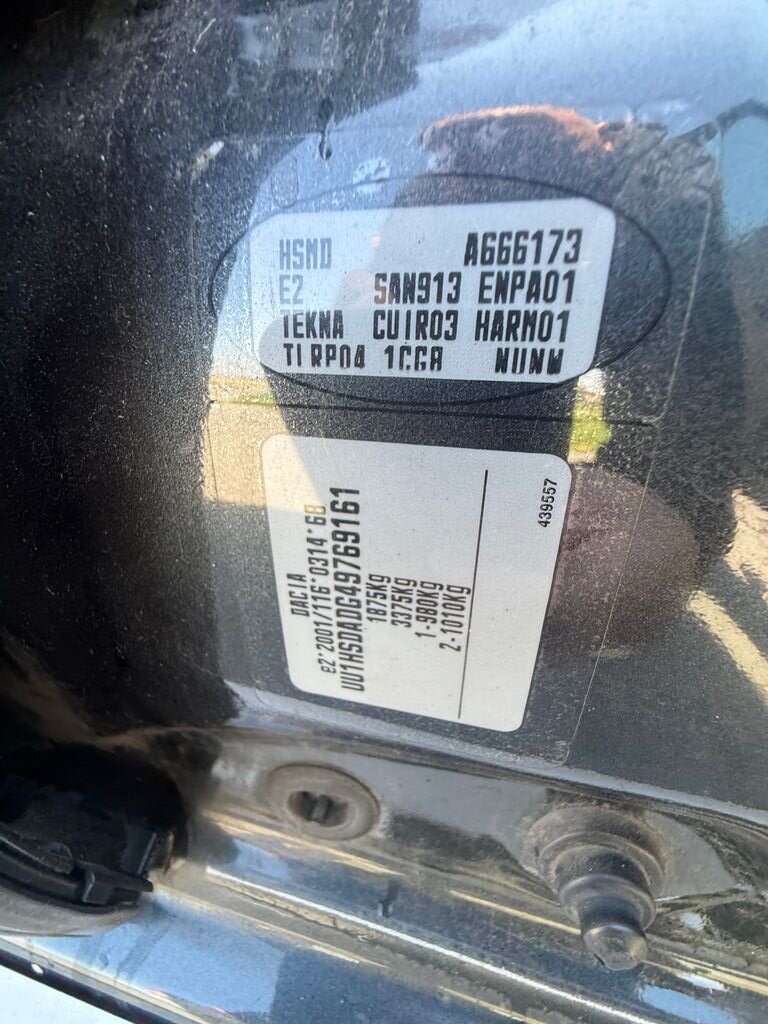 HSMD A666173
E2 SAN913 ENPA01
TEKNA CUIR03 HARM01
TLRP04 1CGA NUNW
DACIA
e2*2001/116*0314*68
UU1HSDADG49769161
1875Kg
3375Kg
1-980Kg
2-1010Kg
439557